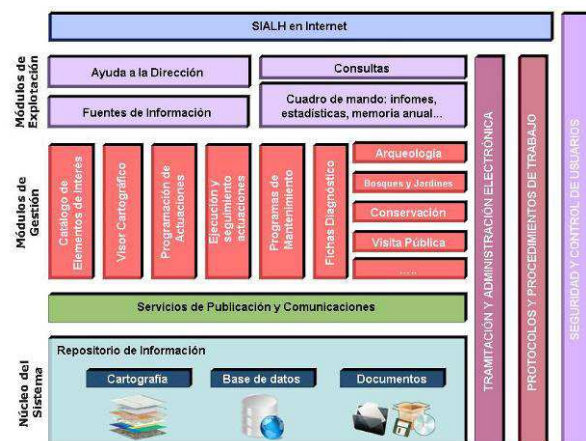 SIALH en Internet
Módulos de
Explotación
Ayuda a la Dirección
Consultas
Fuentes de Información
Cuadro de mando: infomes,
estadísticas, memoria anual...
Módulos de
Gestión
Catálogo de
Elementos de interés
Visor Cartográfico
Programación de
Actuaciones
Ejecución y
seguimiento
actuaciones
Programas de
Mantenimiento
Fichas Diagnóstico
Arqueología
Bosques y Jardines
Conservación
Visita Pública
.....
Servicios de Publicación y Comunicaciones
Núcleo del
Sistema
Repositorio de Información
Cartografía
Base de datos
Documentos
TRAMITACIÓN Y ADMINISTRACIÓN ELECTRÓNICA
PROTOCOLOS Y PROCEDIMIENTOS DE TRABAJO
SEGURIDAD Y CONTROL DE USUARIOS